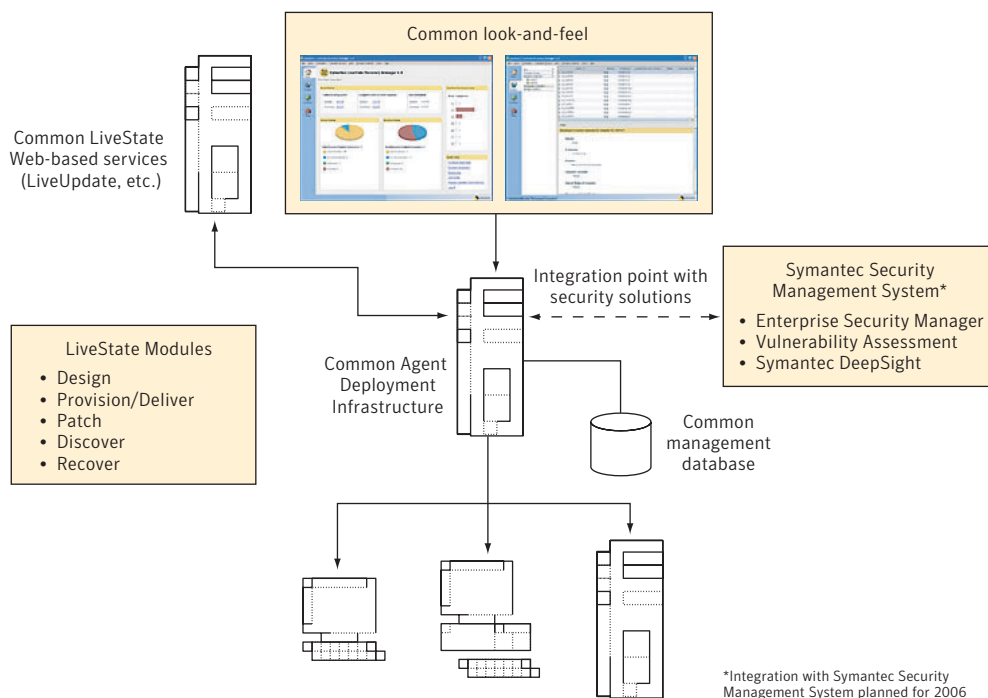 Common look-and-feel
Common LiveState
Web-based services
(LiveUpdate, etc.)
Integration point with
security solutions
Symantec Security
Management System*
• Enterprise Security Manager
• Vulnerability Assessment
• Symantec DeepSight
LiveState Modules
• Design
• Provision/Deliver
• Patch
• Discover
• Recover
Common Agent
Deployment
Infrastructure
Common
management
database
*Integration with Symantec Security
Management System planned for 2006